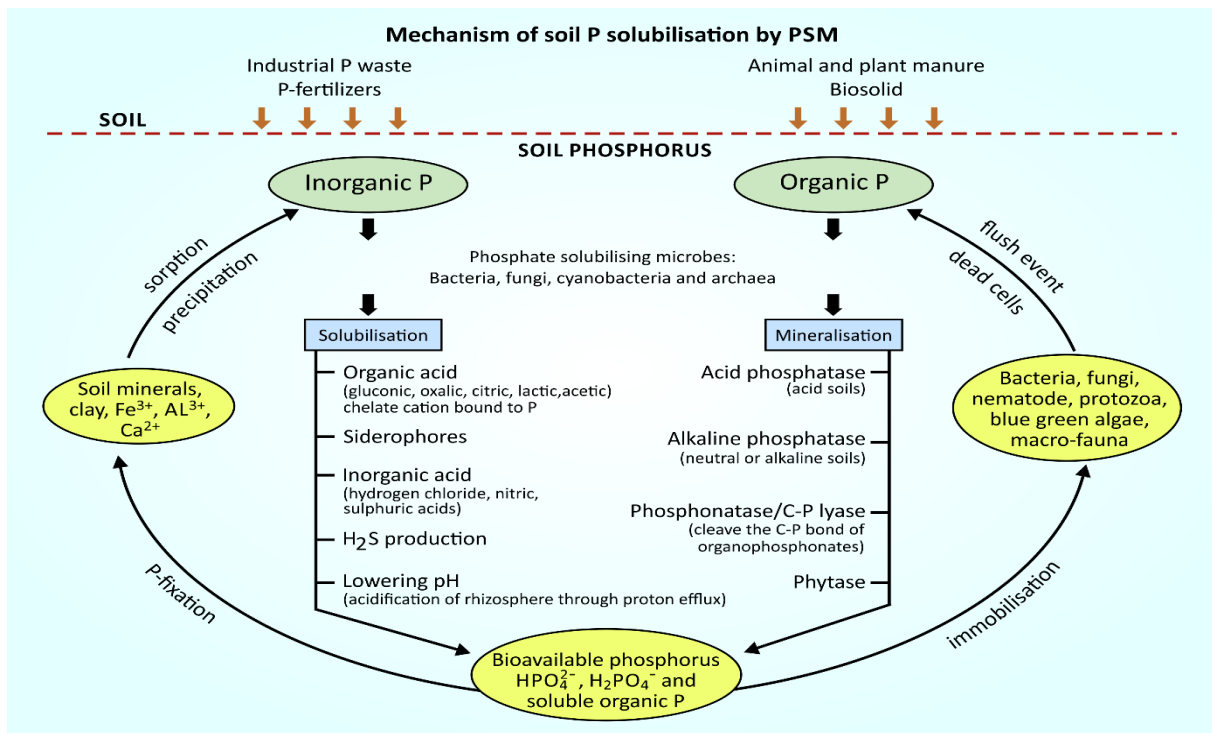 Mechanism of soil P solubilisation by PSM
Industrial P waste
P-fertilizers
Animal and plant manure
Biosolid
SOIL
SOIL PHOSPHORUS
Inorganic P
Organic P
sorption
precipitation
flush event
dead cells
Phosphate solubilising microbes:
Bacteria, fungi, cyanobacteria and archaea
Solubilisation
Mineralisation
Soil minerals,
clay, Fe³⁺, AL³⁺,
Ca²⁺
Organic acid
(gluconic, oxalic, citric, lactic,acetic)
chelate cation bound to P
Siderophores
Inorganic acid
(hydrogen chloride, nitric,
sulphuric acids)
H₂S production
Lowering pH
(acidification of rhizosphere through proton efflux)
Acid phosphatase
(acid soils)
Alkaline phosphatase
(neutral or alkaline soils)
Phosphonatase/C-P lyase
(cleave the C-P bond of
organophosphonates)
Phytase
Bacteria, fungi,
nematode, protozoa,
blue green algae,
macro-fauna
P-fixation
immobilisation
Bioavailable phosphorus
HPO₄²⁻, H₂PO₄⁻ and
soluble organic P